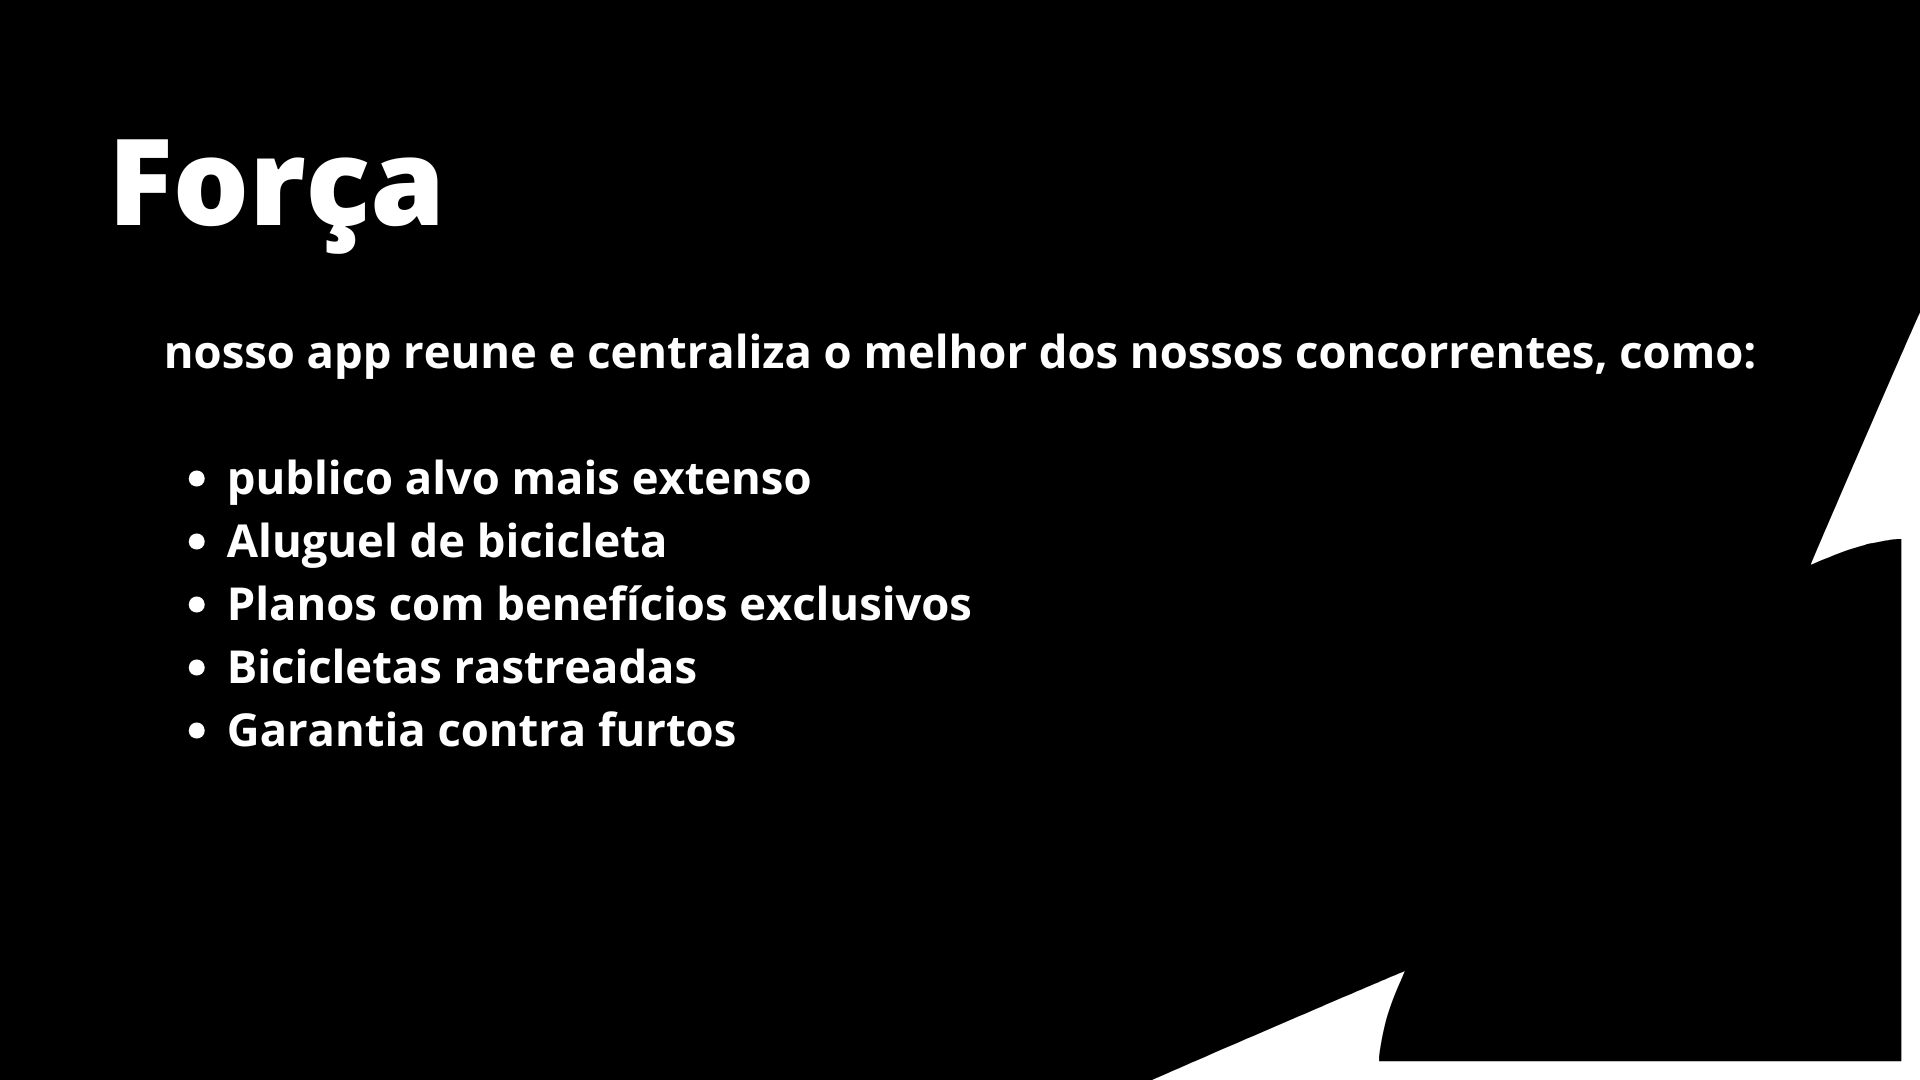 Força
nosso app reune e centraliza o melhor dos nossos concorrentes, como:
• publico alvo mais extenso
• Aluguel de bicicleta
• Planos com benefícios exclusivos
• Bicicletas rastreadas
• Garantia contra furtos